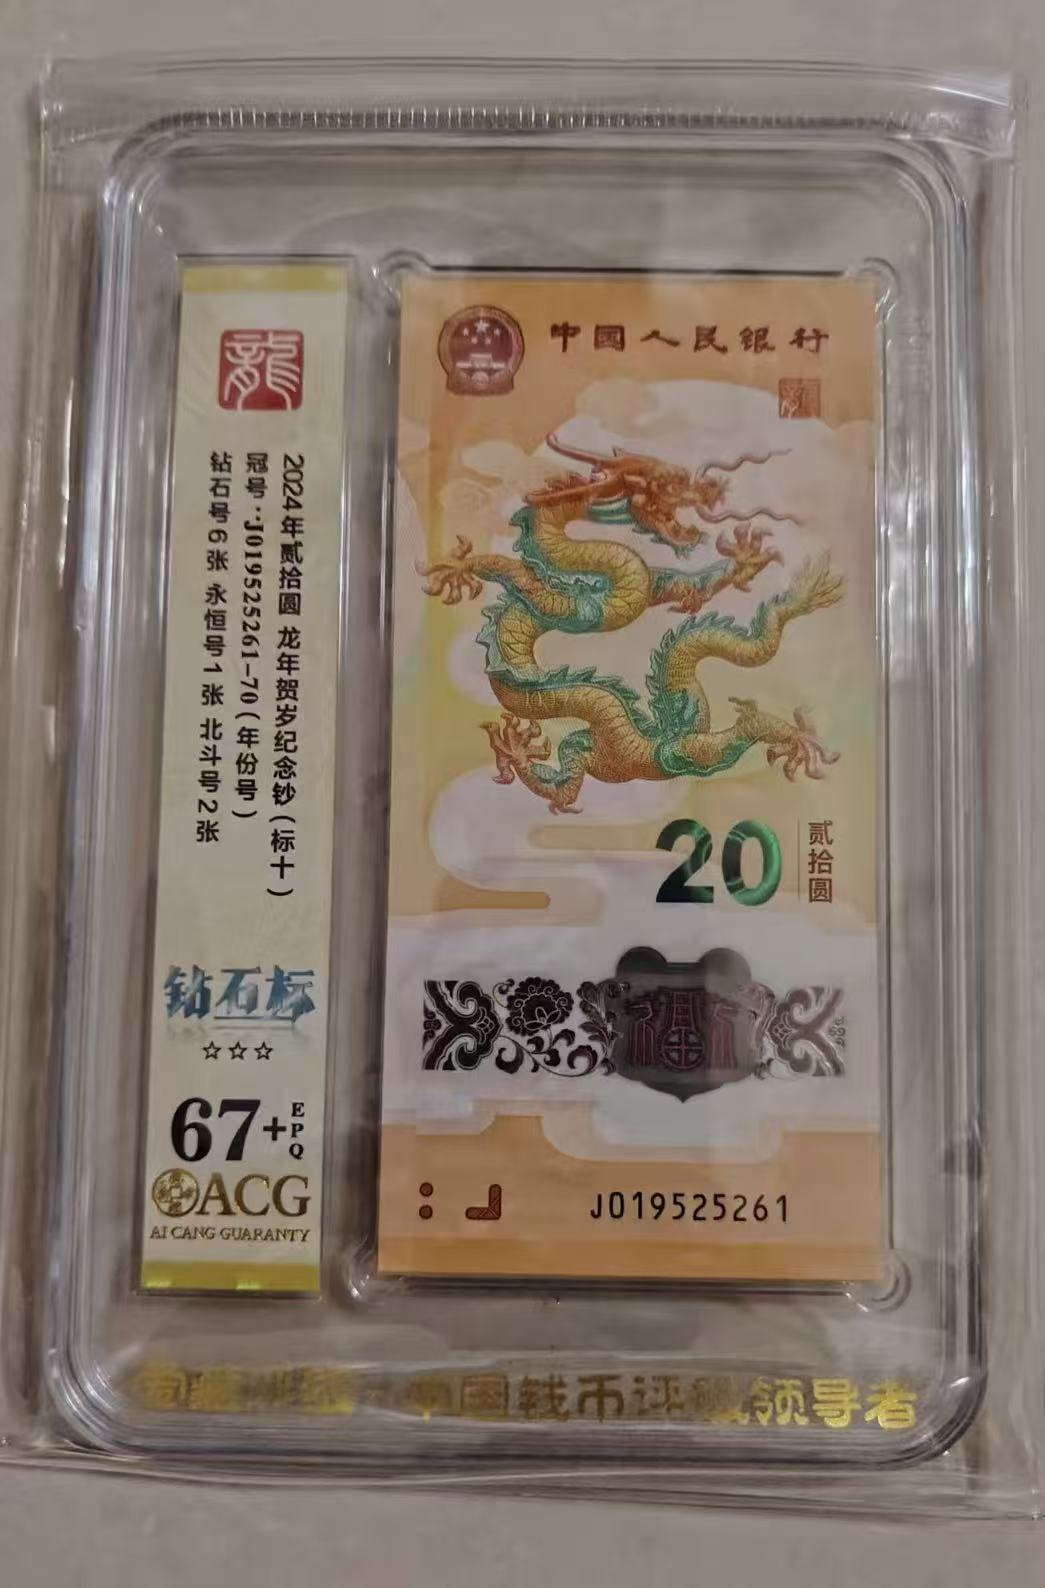 龍
2024年贰拾圆 龙年贺岁纪念钞(标十)
冠号:J019525261-70(年份号)
钻石号6张 永恒号1张 北斗号2张
钻石标
☆☆☆
67+ EPQ
ACG
AI CANG GUARANTY
中国人民银行
20
贰拾圆
J019525261
中国钱币评级领导者